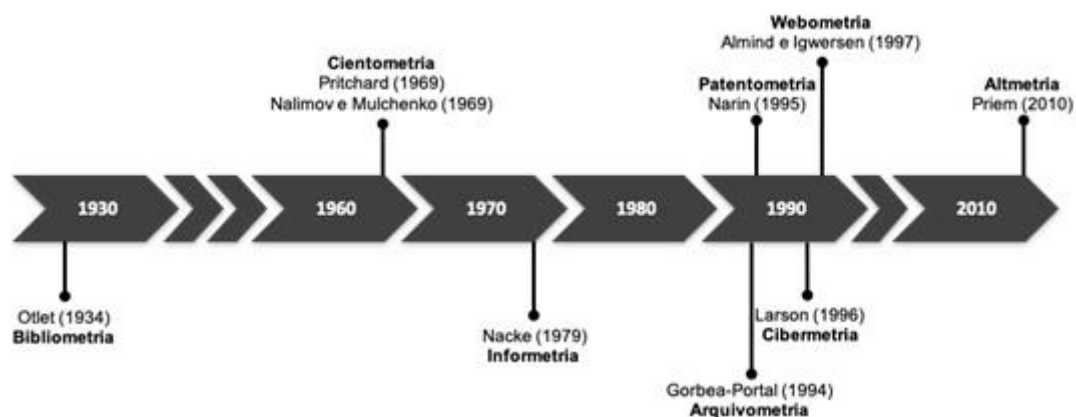 Webometria
Almind e Igwersen (1997)
Cientometria
Pritchard (1969)
Nalimov e Mulchenko (1969)
Patentometria
Narin (1995)
Altmetria
Priem (2010)
1930
1960
1970
1980
1990
2010
Otlet (1934)
Bibliometria
Nacke (1979)
Informetria
Larson (1996)
Cibermetria
Gorbea-Portal (1994)
Arquivometria